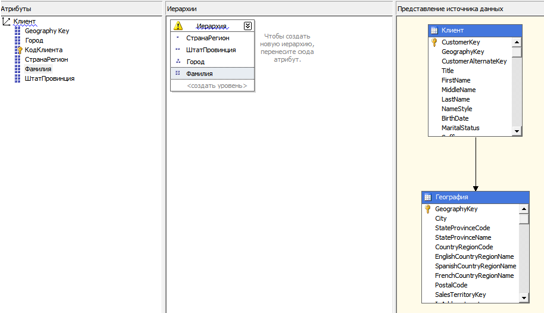 Атрибуты
Клиент
Geography Key
Город
КодКлиента
СтранаРегион
Фамилия
ШтатПровинция
Иерархии
Иерархия
СтранаРегион
ШтатПровинция
Город
Фамилия
<создать уровень>
Чтобы создать
новую иерархию,
перенесите сюда
атрибут.
Представление источника данных
Клиент
CustomerKey
GeographyKey
CustomerAlternateKey
Title
FirstName
MiddleName
LastName
NameStyle
BirthDate
MaritalStatus
География
GeographyKey
City
StateProvinceCode
StateProvinceName
CountryRegionCode
EnglishCountryRegionName
SpanishCountryRegionName
FrenchCountryRegionName
PostalCode
SalesTerritoryKey